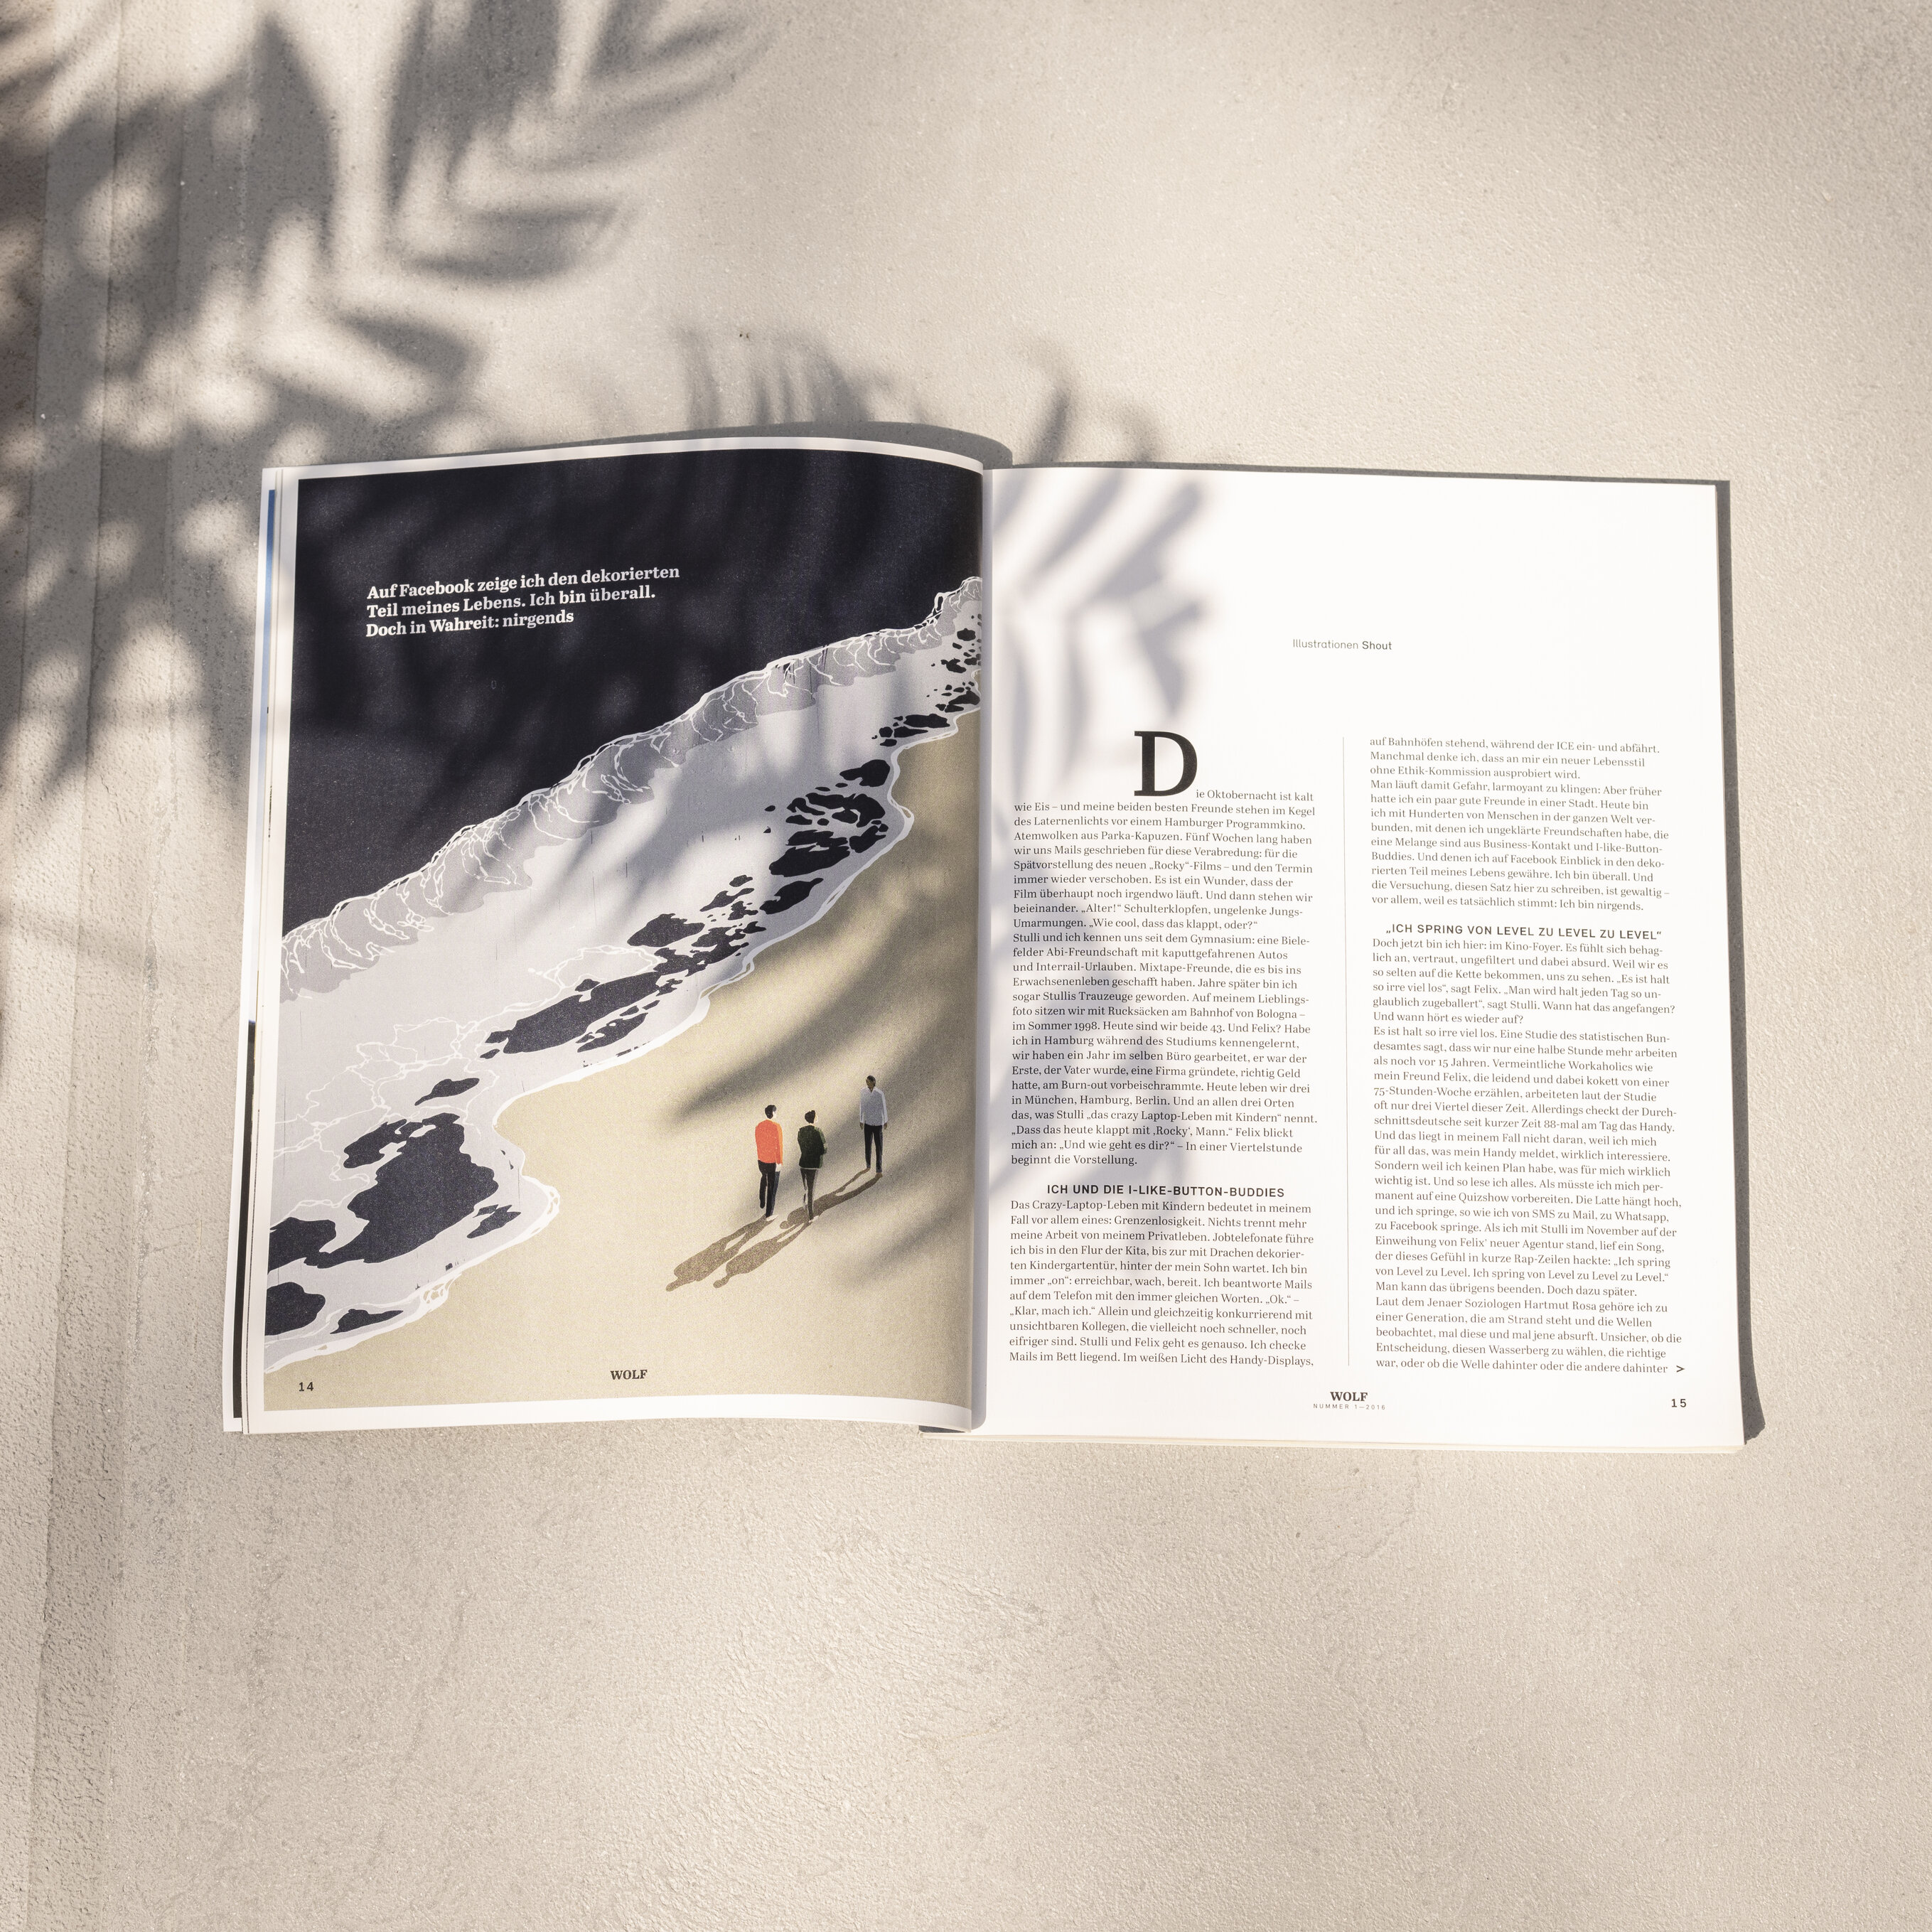 Auf Facebook zeige ich den dekorierten
Teil meines Lebens. Ich bin überall.
Doch in Wahreit: nirgends
14
WOLF
Illustrationen Shout
Die Oktobernacht ist kalt
wie Eis – und meine beiden besten Freunde stehen im Kegel
des Laternenlichts vor einem Hamburger Programmkino.
Atemwolken aus Parka-Kapuzen. Fünf Wochen lang haben
wir uns Mails geschrieben für diese Verabredung: für die
Spätvorstellung des neuen „Rocky“-Films – und den Termin
immer wieder verschoben. Es ist ein Wunder, dass der
Film überhaupt noch irgendwo läuft. Und dann stehen wir
beieinander. „Alter!“ Schulterklopfen, ungelenke Jungs-
Umarmungen. „Wie cool, dass das klappt, oder?“
Stulli und ich kennen uns seit dem Gymnasium: eine Biele-
felder Abi-Freundschaft mit kaputtgefahrenen Autos
und Interrail-Urlauben. Mixtape-Freunde, die es bis ins
Erwachsenenleben geschafft haben. Jahre später bin ich
sogar Stullis Trauzeuge geworden. Auf meinem Lieblings-
foto sitzen wir mit Rucksäcken am Bahnhof von Bologna –
im Sommer 1998. Heute sind wir beide 43. Und Felix? Habe
ich in Hamburg während des Studiums kennengelernt,
wir haben ein Jahr im selben Büro gearbeitet, er war der
Erste, der Vater wurde, eine Firma gründete, richtig Geld
hatte, am Burn-out vorbeischrammte. Heute leben wir drei
in München, Hamburg, Berlin. Und an allen drei Orten
das, was Stulli „das crazy Laptop-Leben mit Kindern“ nennt.
„Dass das heute klappt mit ‚Rocky‘, Mann.“ Felix blickt
mich an: „Und wie geht es dir?“ – In einer Viertelstunde
beginnt die Vorstellung.
ICH UND DIE I-LIKE-BUTTON-BUDDIES
Das Crazy-Laptop-Leben mit Kindern bedeutet in meinem
Fall vor allem eines: Grenzenlosigkeit. Nichts trennt mehr
meine Arbeit von meinem Privatleben. Jobtelefonate führe
ich bis in den Flur der Kita, bis zur mit Drachen dekorier-
ten Kindergartentür, hinter der mein Sohn wartet. Ich bin
immer „on“: erreichbar, wach, bereit. Ich beantworte Mails
auf dem Telefon mit den immer gleichen Worten. „Ok.“ –
„Klar, mach ich.“ Allein und gleichzeitig konkurrierend mit
unsichtbaren Kollegen, die vielleicht noch schneller, noch
eifriger sind. Stulli und Felix geht es genauso. Ich checke
Mails im Bett liegend. Im weißen Licht des Handy-Displays,
auf Bahnhöfen stehend, während der ICE ein- und abfährt.
Manchmal denke ich, dass an mir ein neuer Lebensstil
ohne Ethik-Kommission ausprobiert wird.
Man läuft damit Gefahr, larmoyant zu klingen: Aber früher
hatte ich ein paar gute Freunde in einer Stadt. Heute bin
ich mit Hunderten von Menschen in der ganzen Welt ver-
bunden, mit denen ich ungeklärte Freundschaften habe, die
eine Melange sind aus Business-Kontakt und I-like-Button-
Buddies. Und denen ich auf Facebook Einblick in den deko-
rierten Teil meines Lebens gewähre. Ich bin überall. Und
die Versuchung, diesen Satz hier zu schreiben, ist gewaltig –
vor allem, weil es tatsächlich stimmt: Ich bin nirgends.
„ICH SPRING VON LEVEL ZU LEVEL ZU LEVEL“
Doch jetzt bin ich hier: im Kino-Foyer. Es fühlt sich behag-
lich an, vertraut, ungefiltert und dabei absurd. Weil wir es
so selten auf die Kette bekommen, uns zu sehen. „Es ist halt
so irre viel los“, sagt Felix. „Man wird halt jeden Tag so un-
glaublich zugeballert“, sagt Stulli. Wann hat das angefangen?
Und wann hört es wieder auf?
Es ist halt so irre viel los. Eine Studie des statistischen Bun-
desamtes sagt, dass wir nur eine halbe Stunde mehr arbeiten
als noch vor 15 Jahren. Vermeintliche Workaholics wie
mein Freund Felix, die leidend und dabei kokett von einer
75-Stunden-Woche erzählen, arbeiteten laut der Studie
oft nur drei Viertel dieser Zeit. Allerdings checkt der Durch-
schnittsdeutsche seit kurzer Zeit 88-mal am Tag das Handy.
Und das liegt in meinem Fall nicht daran, weil ich mich
für all das, was mein Handy meldet, wirklich interessiere.
Sondern weil ich keinen Plan habe, was für mich wirklich
wichtig ist. Und so lese ich alles. Als müsste ich mich per-
manent auf eine Quizshow vorbereiten. Die Latte hängt hoch,
und ich springe, so wie ich von SMS zu Mail, zu Whatsapp,
zu Facebook springe. Als ich mit Stulli im November auf der
Einweihung von Felix‘ neuer Agentur stand, lief ein Song,
der dieses Gefühl in kurze Rap-Zeilen hackte: „Ich spring
von Level zu Level. Ich spring von Level zu Level zu Level.“
Man kann das übrigens beenden. Doch dazu später.
Laut dem Jenaer Soziologen Hartmut Rosa gehöre ich zu
einer Generation, die am Strand steht und die Wellen
beobachtet, mal diese und mal jene absurft. Unsicher, ob die
Entscheidung, diesen Wasserberg zu wählen, die richtige
war, oder ob die Welle dahinter oder die andere dahinter >
WOLF
NUMMER 1–2016
15